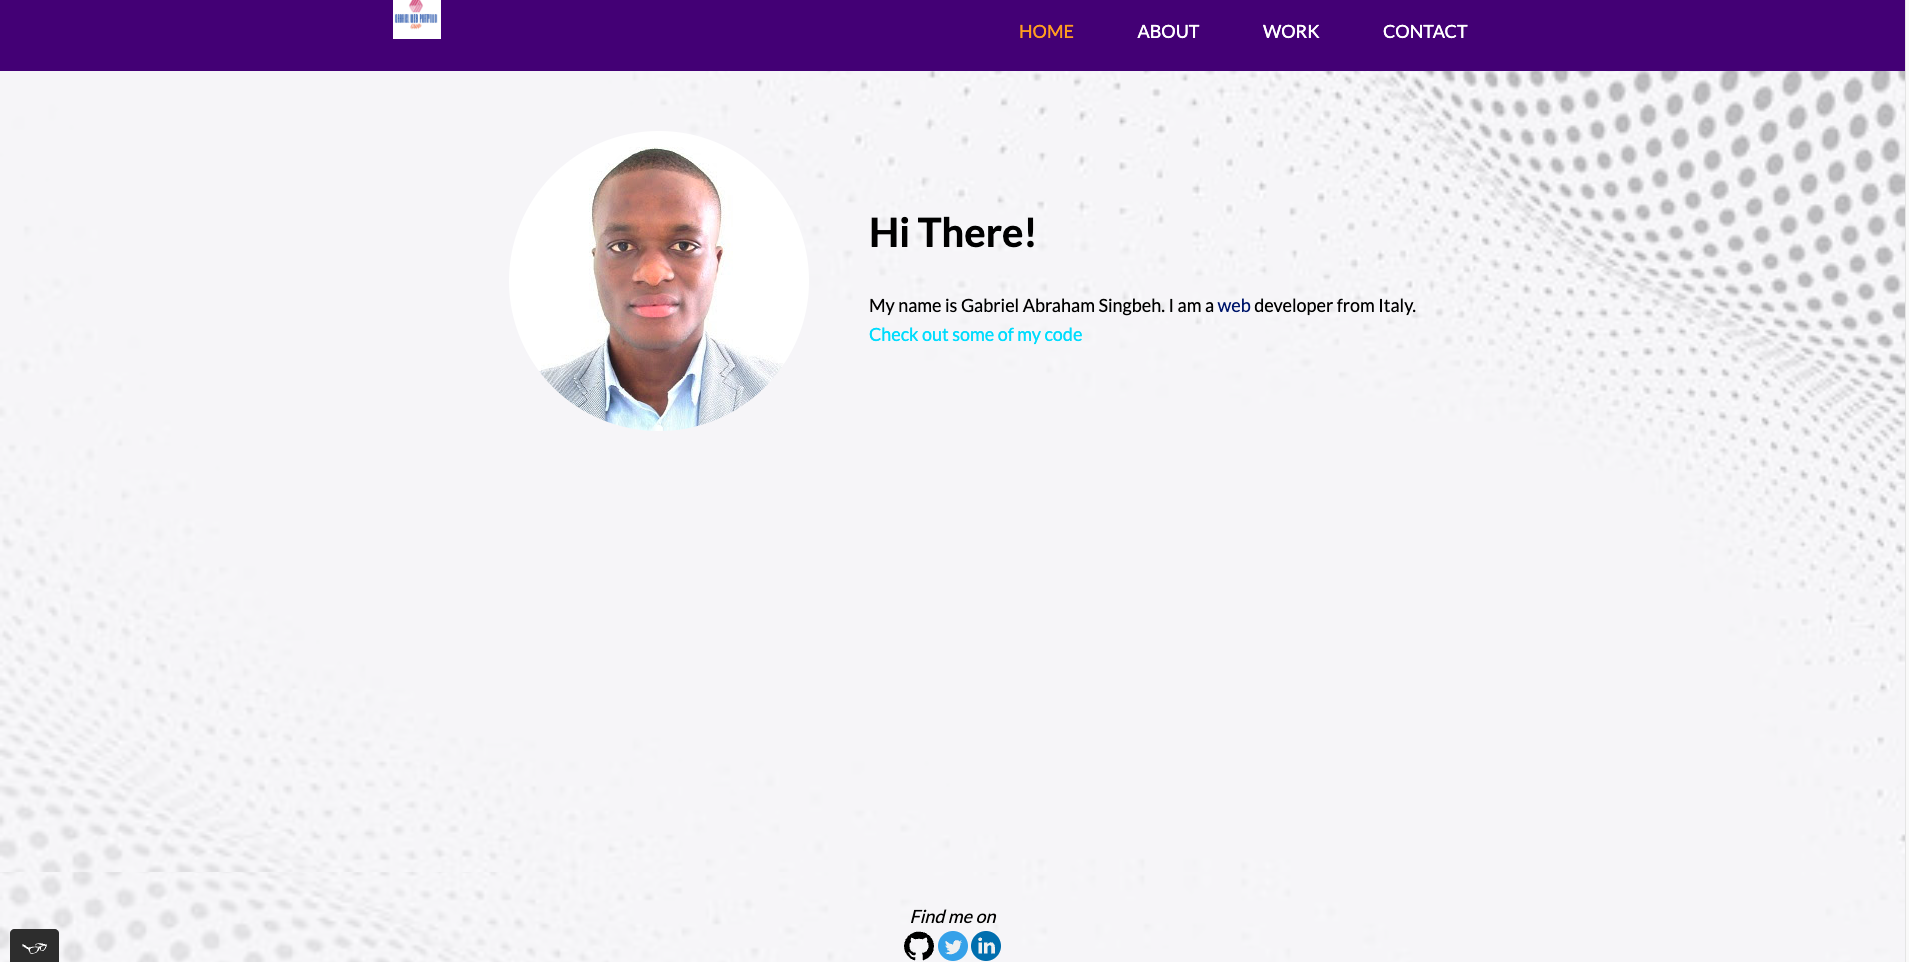 HOME ABOUT WORK CONTACT
Hi There!
My name is Gabriel Abraham Singbeh. I am a web developer from Italy.
Check out some of my code
Find me on
in